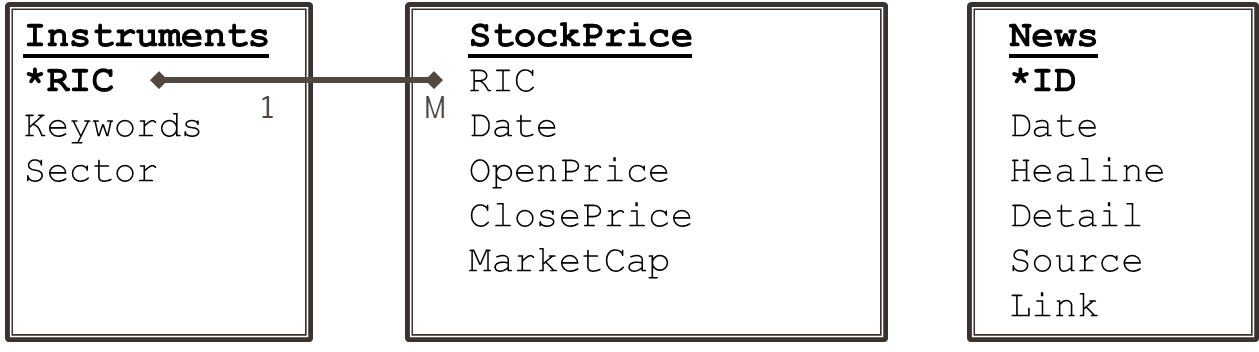 Instruments
*RIC
Keywords
Sector
1
M
StockPrice
RIC
Date
OpenPrice
ClosePrice
MarketCap
News
*ID
Date
Healine
Detail
Source
Link